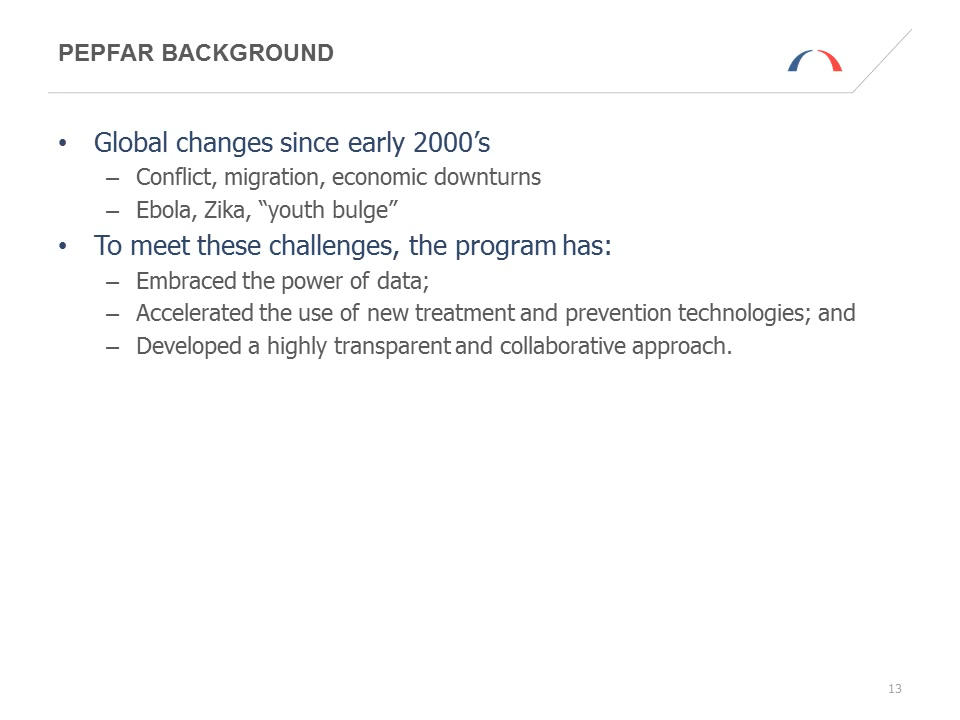 PEPFAR BACKGROUND
• Global changes since early 2000’s
– Conflict, migration, economic downturns
– Ebola, Zika, “youth bulge”
• To meet these challenges, the program has:
– Embraced the power of data;
– Accelerated the use of new treatment and prevention technologies; and
– Developed a highly transparent and collaborative approach.
13